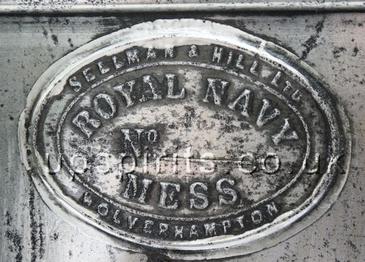 SELLMAN & HILL LTD
ROYAL NAVY
No
MESS
WOLVERHAMPTON